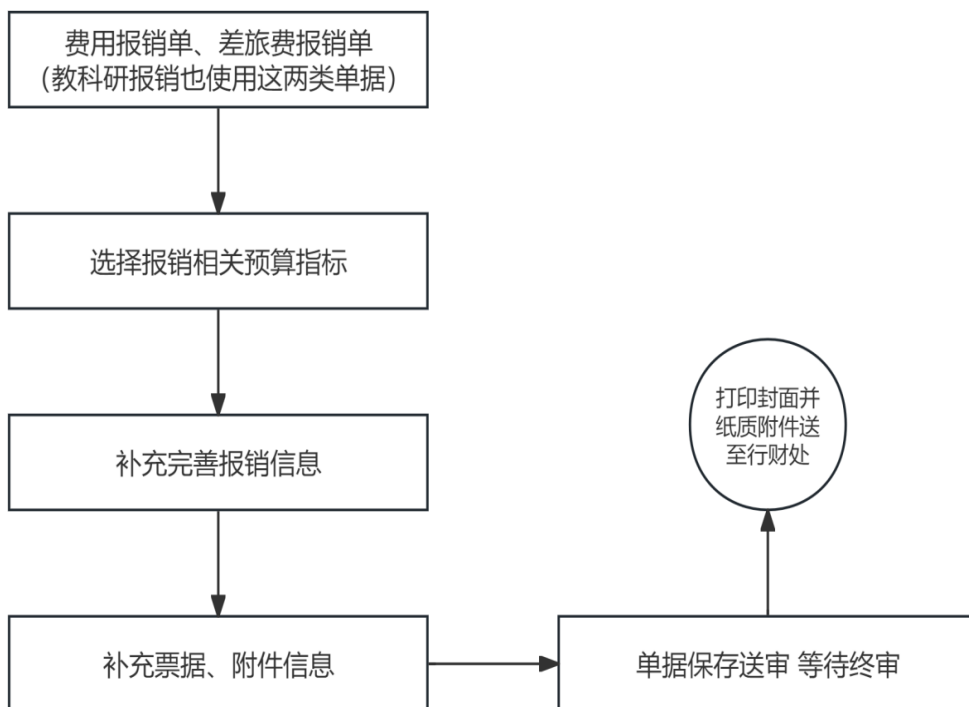 费用报销单、差旅费报销单
（教科研报销也使用这两类单据）
选择报销相关预算指标
补充完善报销信息
补充票据、附件信息
单据保存送审 等待终审
打印封面并
纸质附件送
至行财处